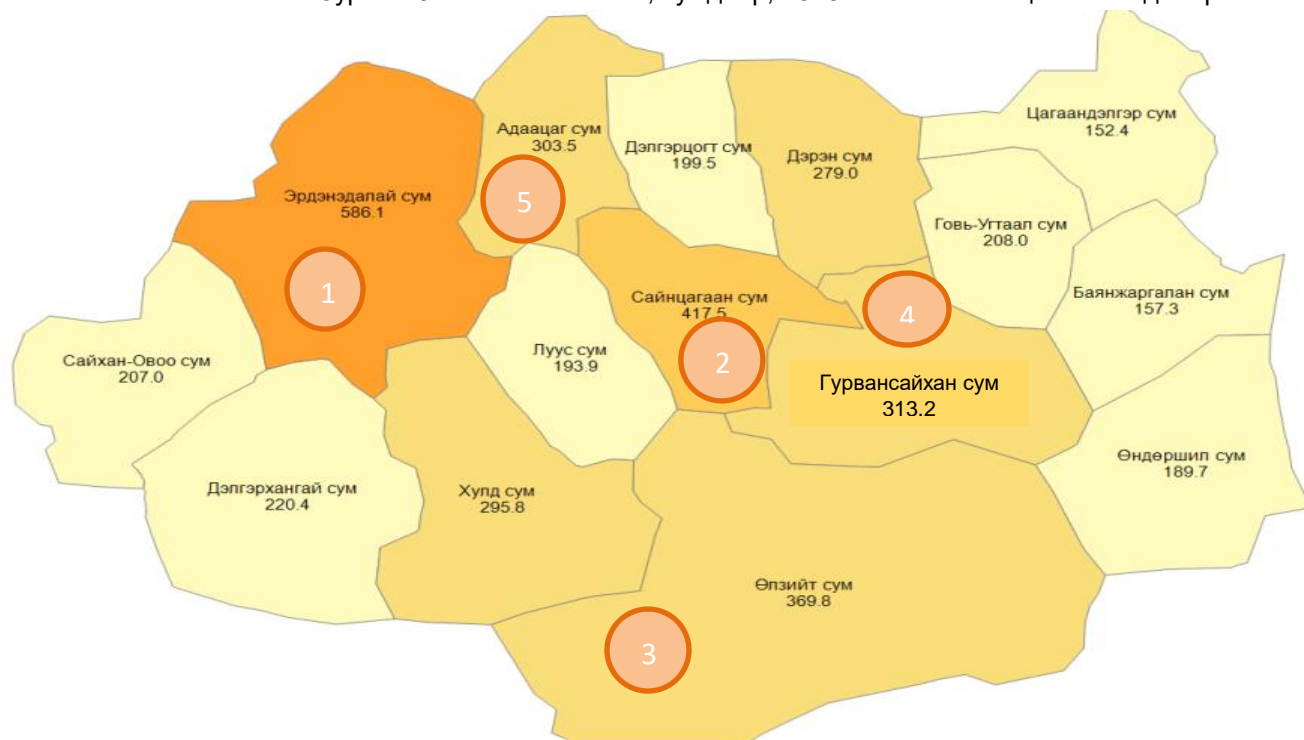 Цагаандэлгэр сум
152.4
Адаацаг сум
303.5
Дэлгэрцогт сум
199.5
Дэрэн сум
279.0
Эрдэнэдалай сум
586.1
5
Говь-Угтаал сум
208.0
1
Сайнцагаан сум
417.5
4
Баянжаргалан сум
157.3
Сайхан-Овоо сум
207.0
Луус сум
193.9
2
Гурвансайхан сум
313.2
Өндөршил сум
189.7
Дэлгэрхангай сум
220.4
Хулд сум
295.8
Өлзийт сум
369.8
3